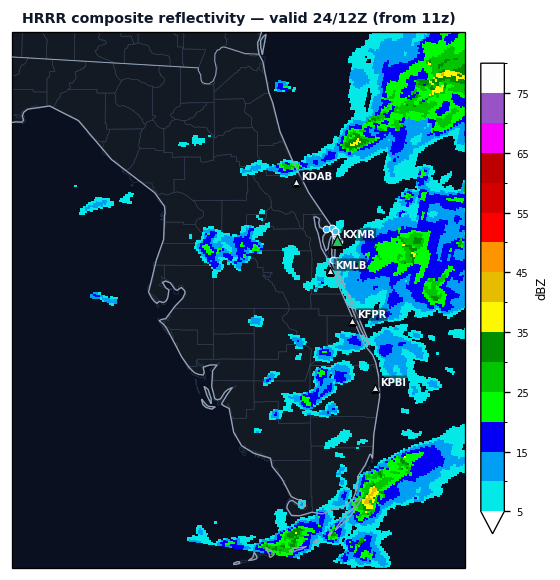 HRRR composite reflectivity — valid 24/12Z (from 11z)
KDAB
KXMR
KMLB
KFPR
KPBI
75
65
55
45
35
25
15
5
dBZ